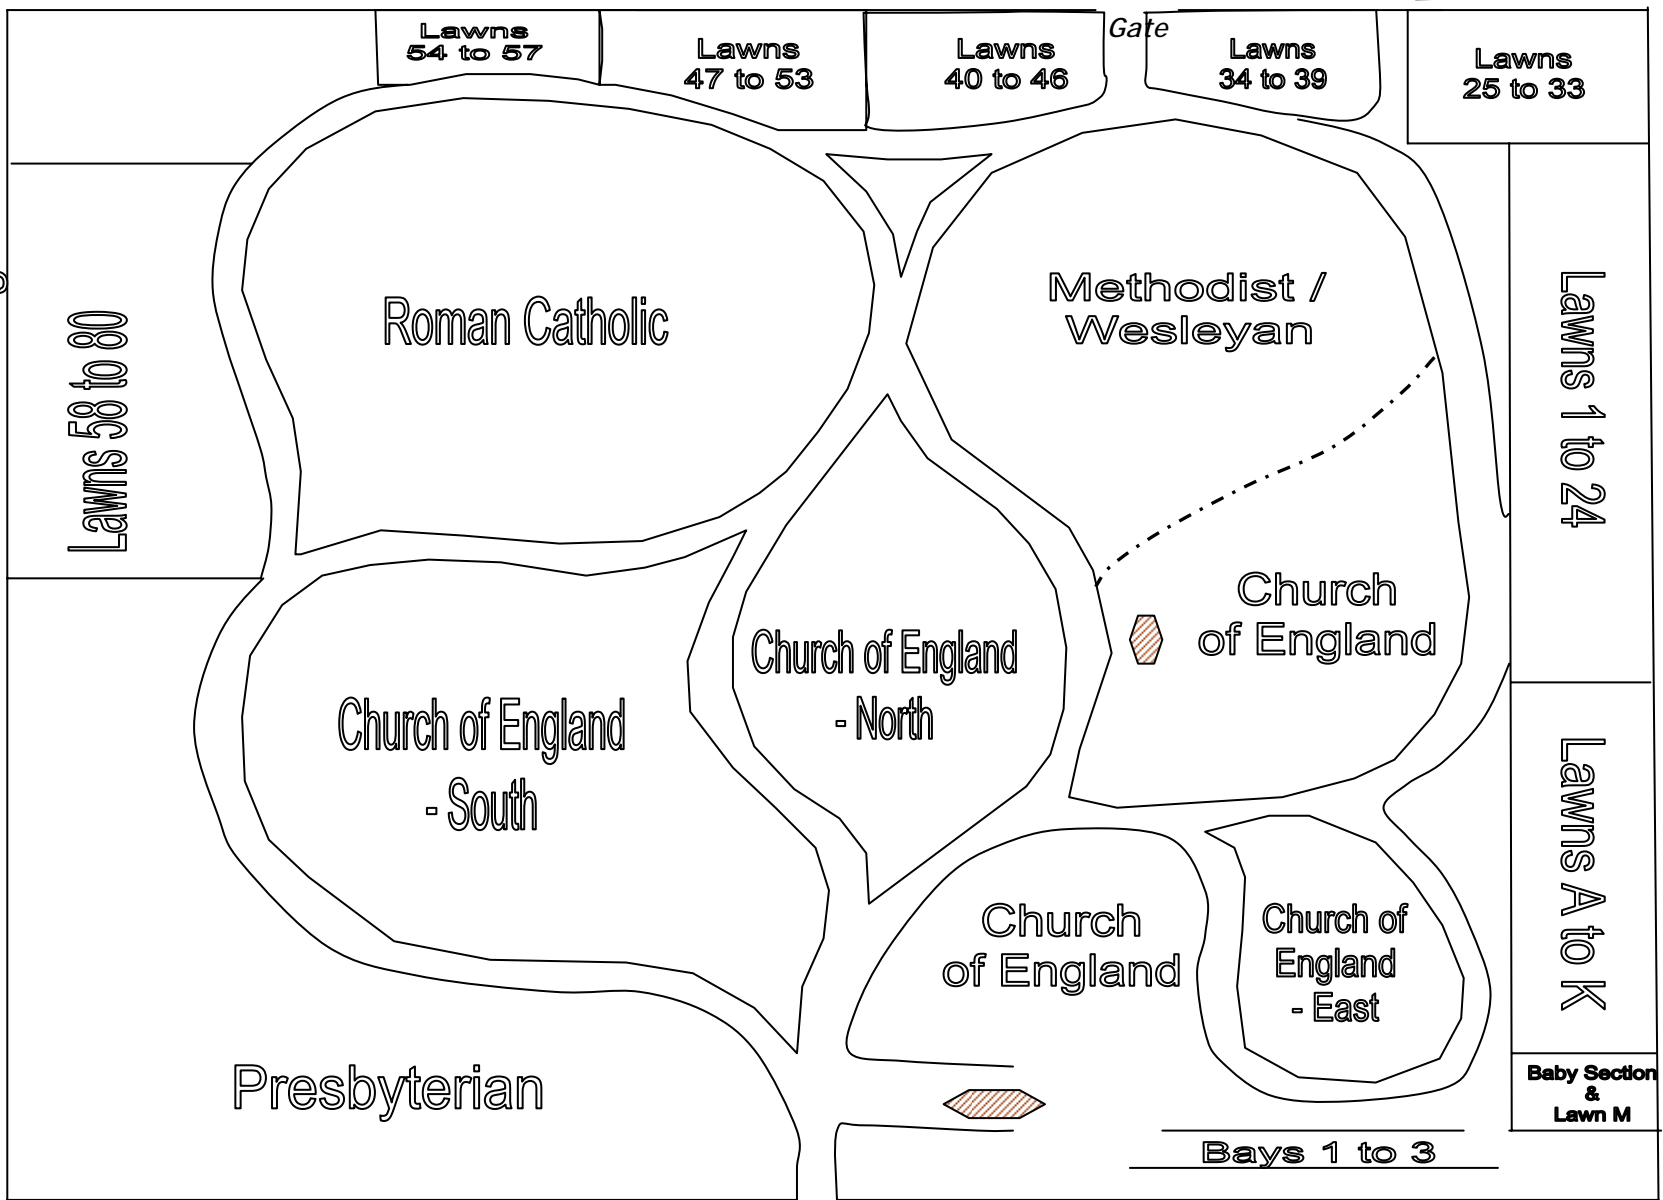 Lawns
54 to 57
Lawns
47 to 53
Lawns
40 to 46
Gate
Lawns
34 to 39
Lawns
25 to 33
Lawns 58 to 80
Roman Catholic
Methodist /
Wesleyan
Lawns 1 to 24
Church
of England
Church of England
- North
Church of England
- South
Lawns A to K
Church
of England
Church of
England
- East
Presbyterian
Baby Section
&
Lawn M
Bays 1 to 3